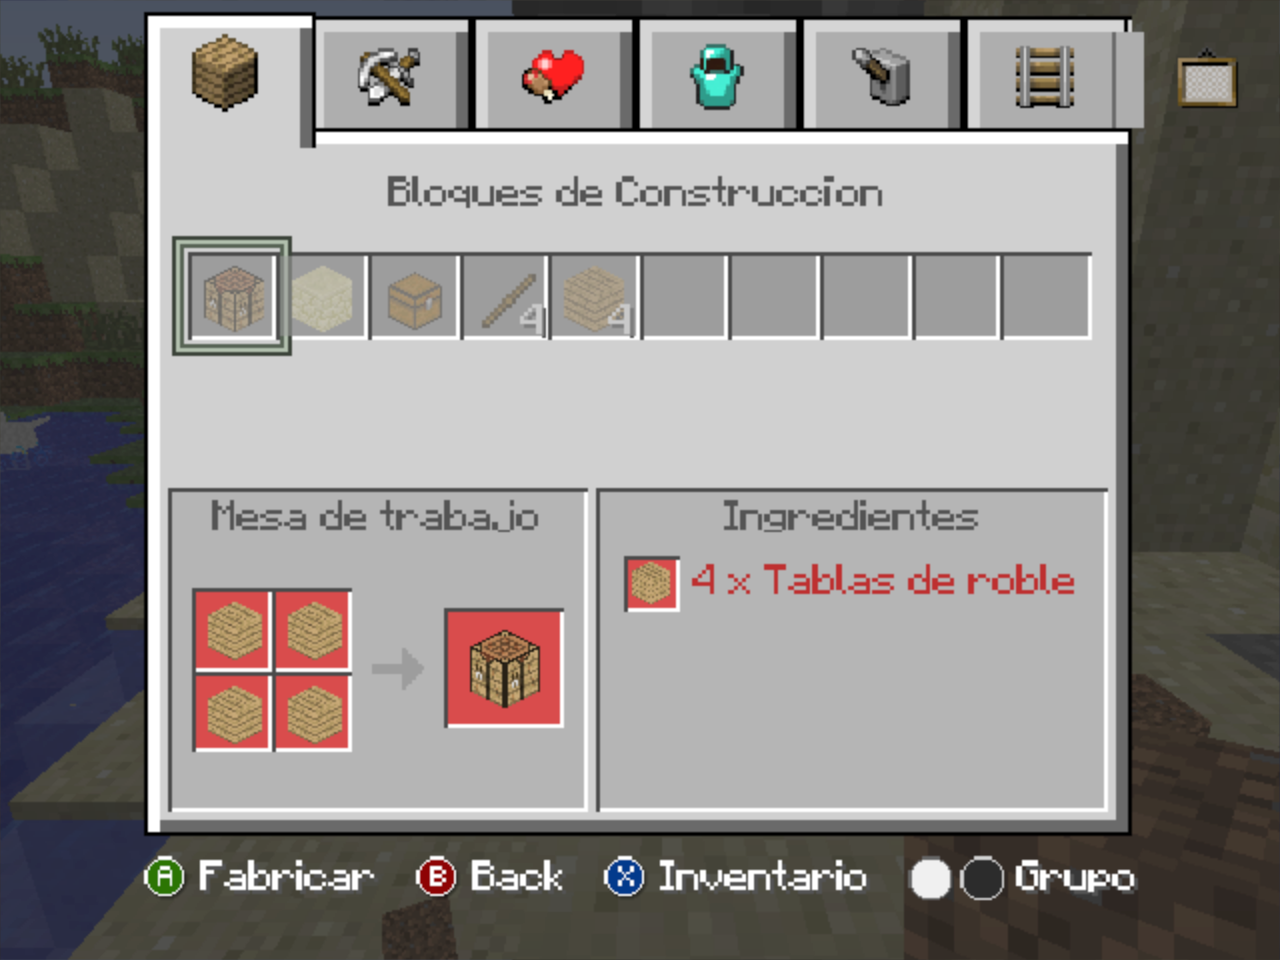 Bloques de Construccion
4 4
Mesa de trabajo
Ingredientes
4 x Tablas de roble
A Fabricar B Back X Inventario Grupo